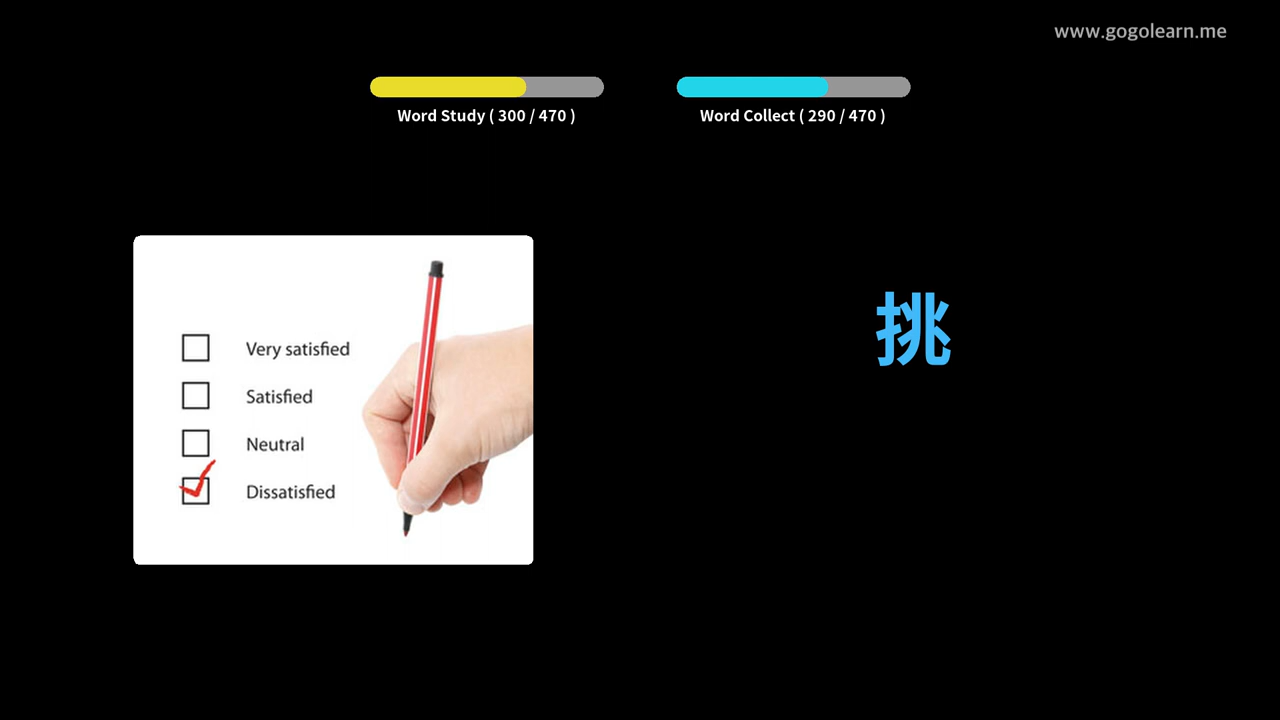 www.gogolearn.me
Word Study ( 300 / 470 )
Word Collect ( 290 / 470 )
Very satisfied
Satisfied
Neutral
Dissatisfied
挑